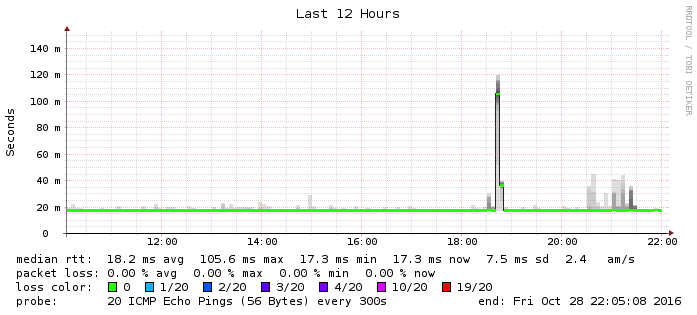 Last 12 Hours
RRDTOOL / TOBI OETIKER
Seconds
140 m
120 m
100 m
80 m
60 m
40 m
20 m
0
12:00 14:00 16:00 18:00 20:00 22:00
median rtt: 18.2 ms avg 105.6 ms max 17.3 ms min 17.3 ms now 7.5 ms sd 2.4 am/s
packet loss: 0.00 % avg 0.00 % max 0.00 % min 0.00 % now
loss color: 0 1/20 2/20 3/20 4/20 10/20 19/20
probe: 20 ICMP Echo Pings (56 Bytes) every 300s end: Fri Oct 28 22:05:08 2016